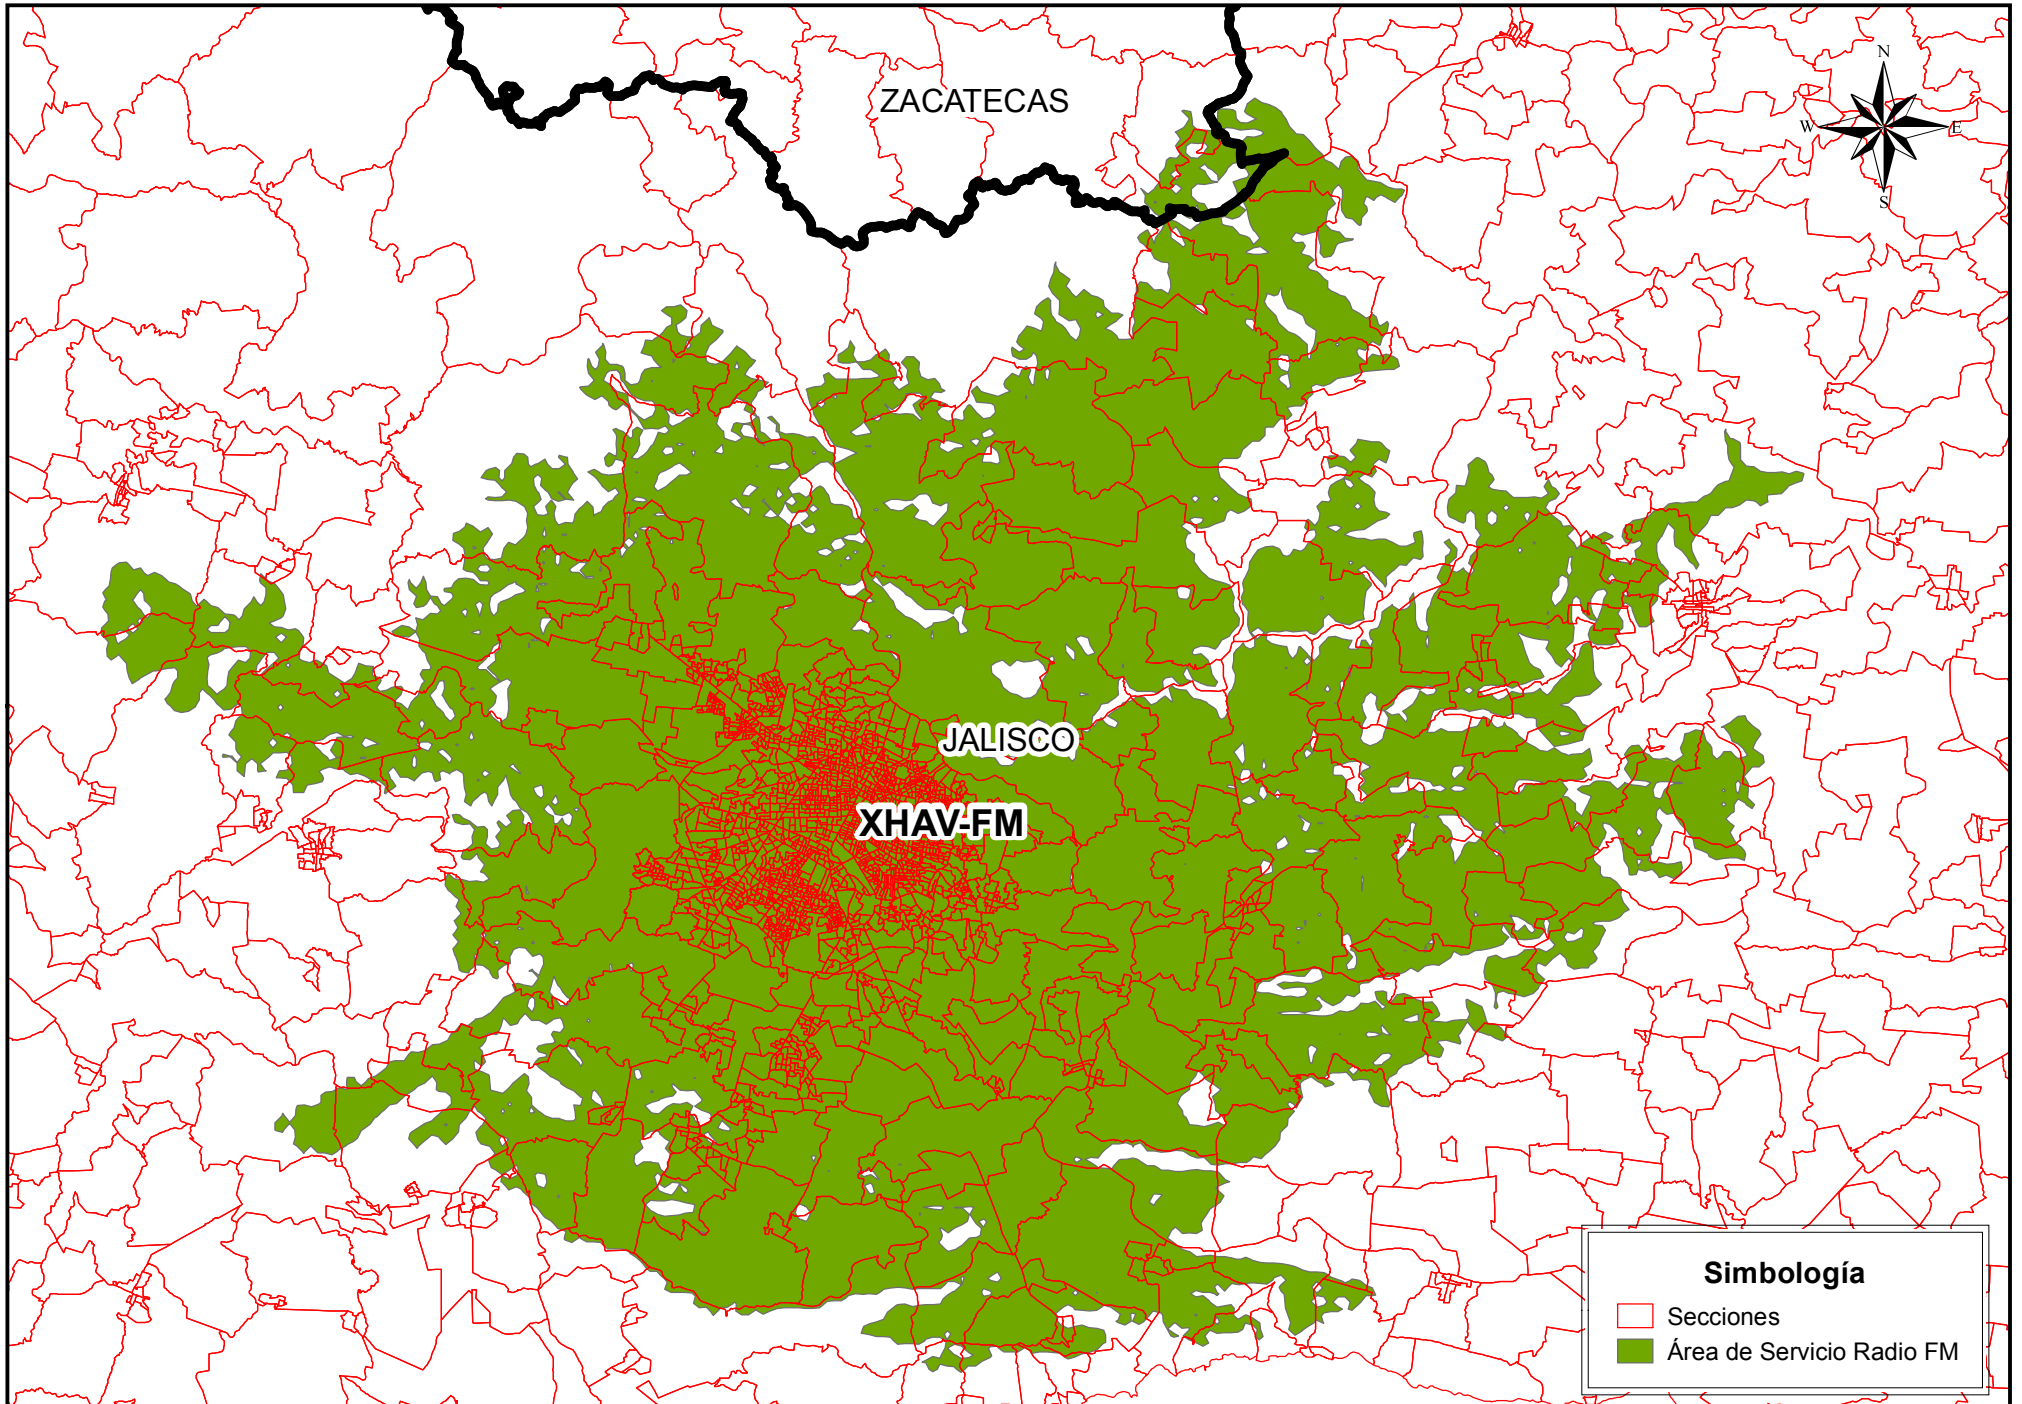 ZACATECAS
N
W
E
S
JALISCO
XHAV-FM
Simbología
Secciones
Área de Servicio Radio FM